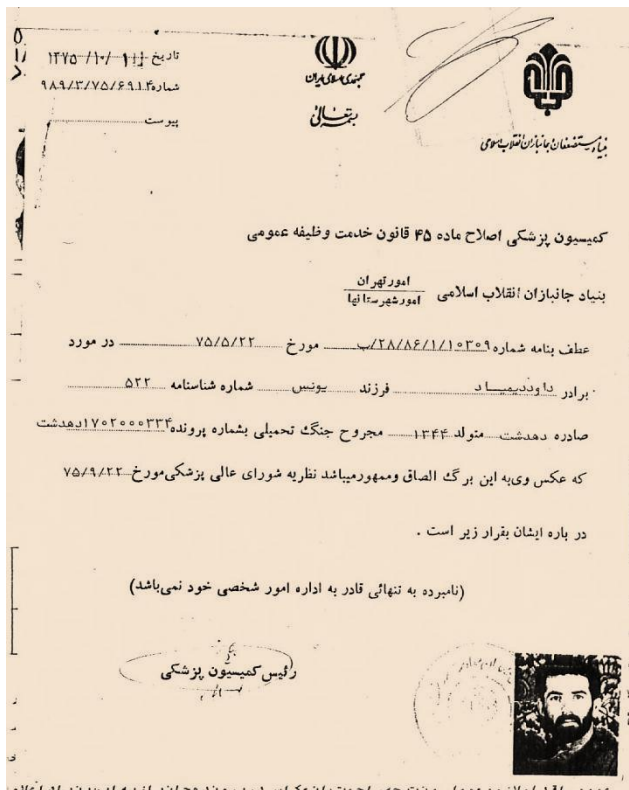 تاریخ ۱۳۷۵/۱۰/۱۱
شماره ۹۸۹/۳/۷۵/۶۹۱۴
پیوست
جمهوری اسلامی ایران
بسمه تعالی
بنیاد مستضعفان و جانبازان انقلاب اسلامی
کمیسیون پزشکی اصلاح ماده ۴۵ قانون خدمت وظیفه عمومی
بنیاد جانبازان انقلاب اسلامی امور تهران
امور شهرستانها
عطف بنامه شماره ۲۸/۸۶/۱/۱۰۳۰۹/ب مورخ ۷۵/۵/۲۲ در مورد
برادر داود دیمیاد فرزند یونس شماره شناسنامه ۵۲۲
صادره دهدشت متولد ۱۳۴۴ مجروح جنگ تحمیلی بشماره پرونده ۱۷۰۲۰۰۰۳۳۴ دهدشت
که عکس وی به این برگ الصاق وممهور میباشد نظریه شورای عالی پزشکی مورخ ۷۵/۹/۲۲
در باره ایشان بقرار زیر است .
(نامبرده به تنهائی قادر به اداره امور شخصی خود نمی‌باشد)
رئیس کمیسیون پزشکی